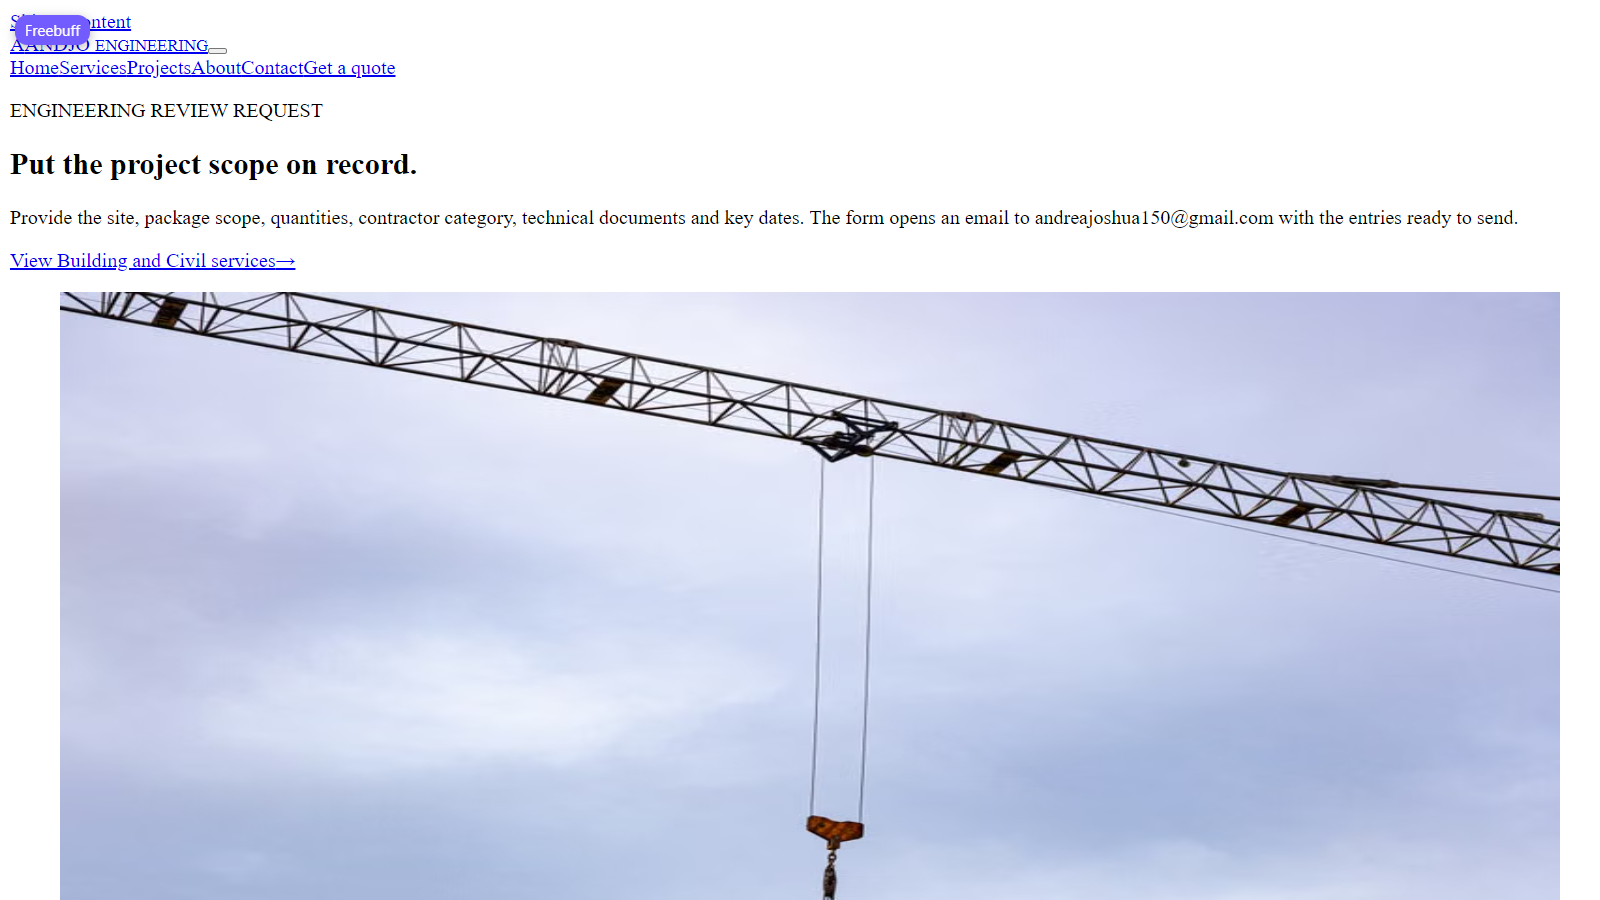 Freebuff
ontent
AANDJO ENGINEERING
HomeServicesProjectsAboutContactGet a quote
ENGINEERING REVIEW REQUEST
Put the project scope on record.
Provide the site, package scope, quantities, contractor category, technical documents and key dates. The form opens an email to andreajoshua150@gmail.com with the entries ready to send.
View Building and Civil services→